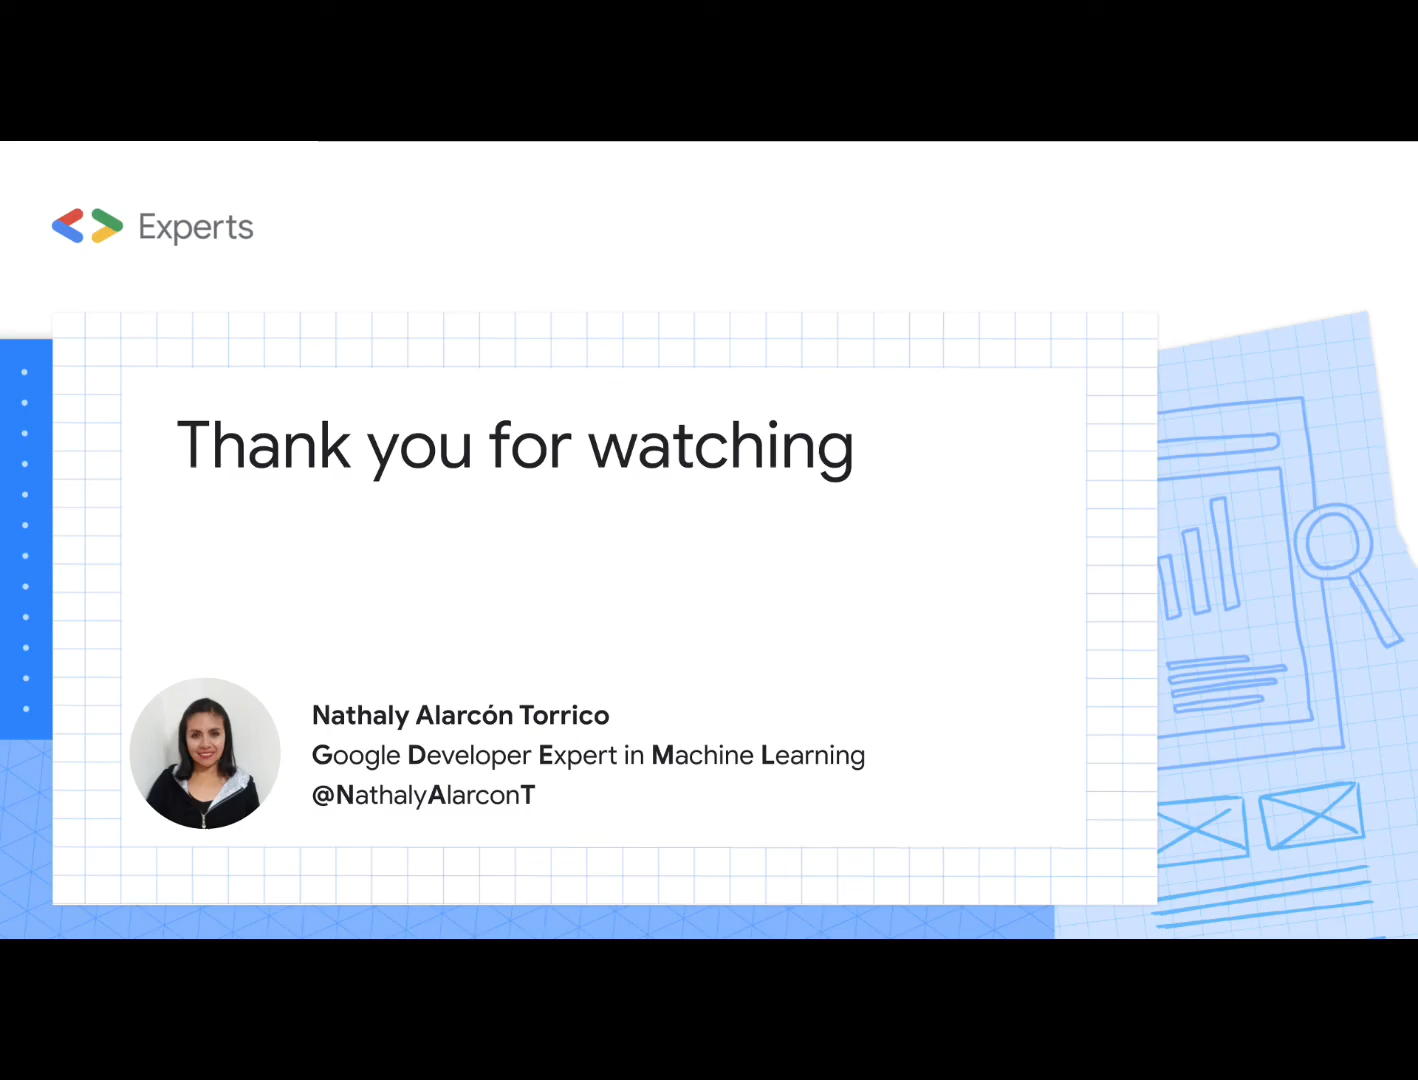 Experts
Thank you for watching
Nathaly Alarcón Torrico
Google Developer Expert in Machine Learning
@NathalyAlarconT